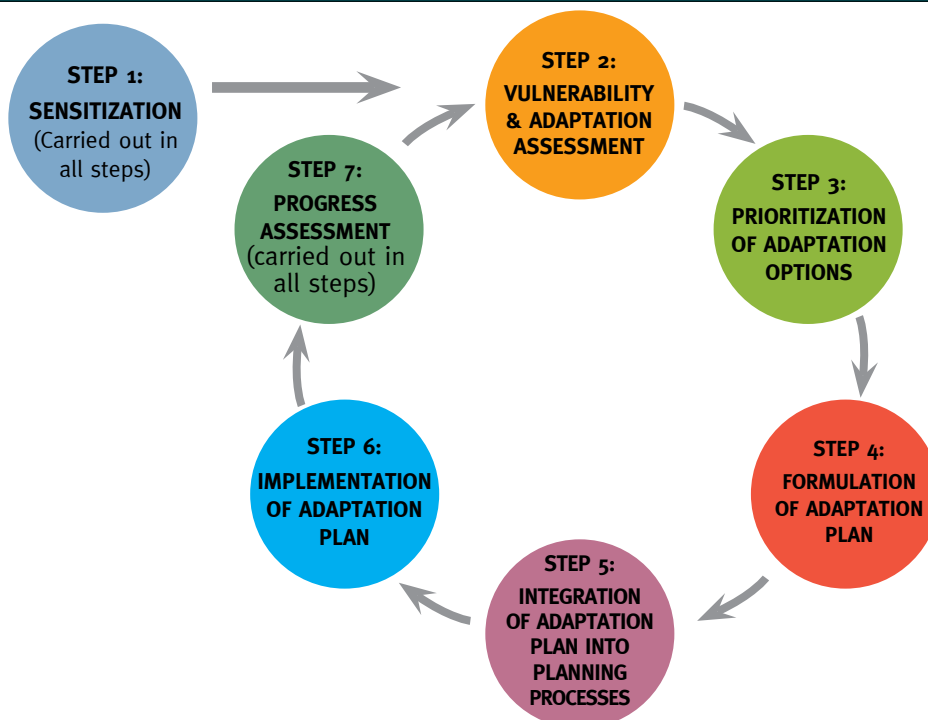 STEP 1:
SENSITIZATION
(Carried out in
all steps)
STEP 2:
VULNERABILITY
& ADAPTATION
ASSESSMENT
STEP 3:
PRIORITIZATION
OF ADAPTATION
OPTIONS
STEP 4:
FORMULATION
OF ADAPTATION
PLAN
STEP 5:
INTEGRATION
OF ADAPTATION
PLAN INTO
PLANNING
PROCESSES
STEP 6:
IMPLEMENTATION
OF ADAPTATION
PLAN
STEP 7:
PROGRESS
ASSESSMENT
(carried out in
all steps)